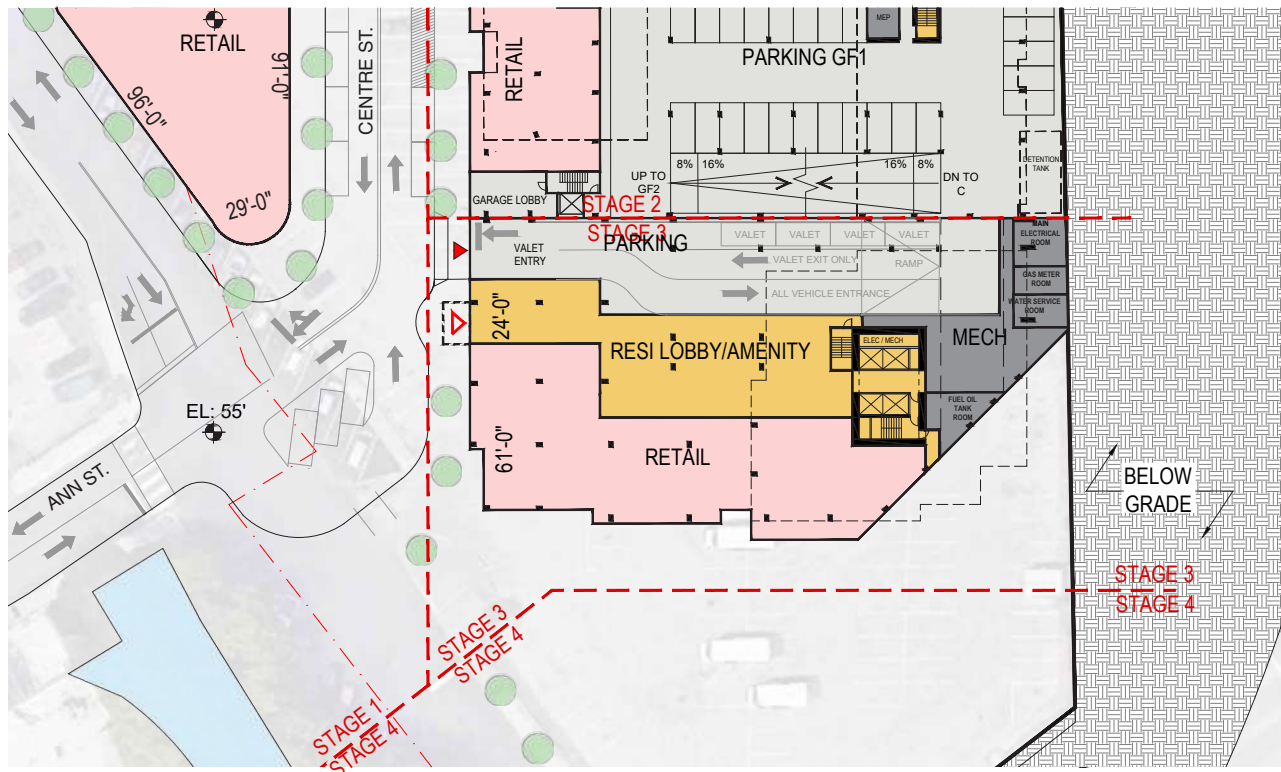 MEP
RETAIL
CENTRE ST.
RETAIL
PARKING GF1
91'-0"
96'-0"
29'-0"
8%
16%
16%
8%
DETENTION
TANK
UP TO
GF2
DN TO
C
GARAGE LOBBY
STAGE 2
STAGE 3
PARKING
VALET
VALET
VALET
VALET
MAIN
ELECTRICAL
ROOM
VALET
ENTRY
VALET EXIT ONLY
RAMP
GAS METER
ROOM
ALL VEHICLE ENTRANCE
WATER SERVICE
ROOM
24'-0"
RESI LOBBY/AMENITY
ELEC / MECH
MECH
FUEL OIL
TANK
ROOM
EL: 55'
61'-0"
RETAIL
ANN ST.
BELOW
GRADE
STAGE 3
STAGE 4
STAGE 3
STAGE 4
STAGE 1
STAGE 4